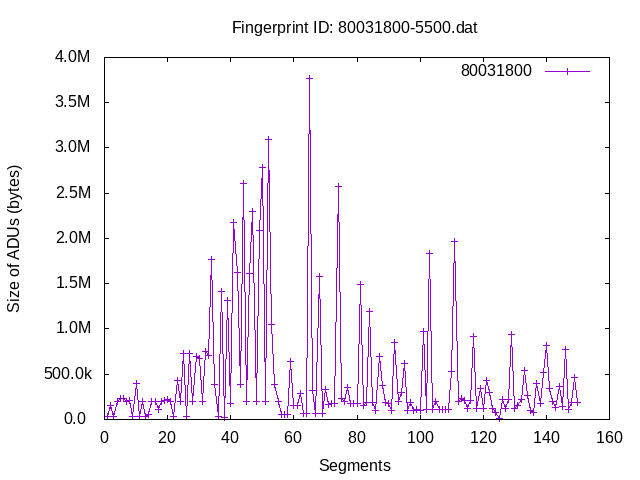 Fingerprint ID: 80031800-5500.dat
80031800
Size of ADUs (bytes)
4.0M
3.5M
3.0M
2.5M
2.0M
1.5M
1.0M
500.0k
0.0
0 20 40 60 80 100 120 140 160
Segments